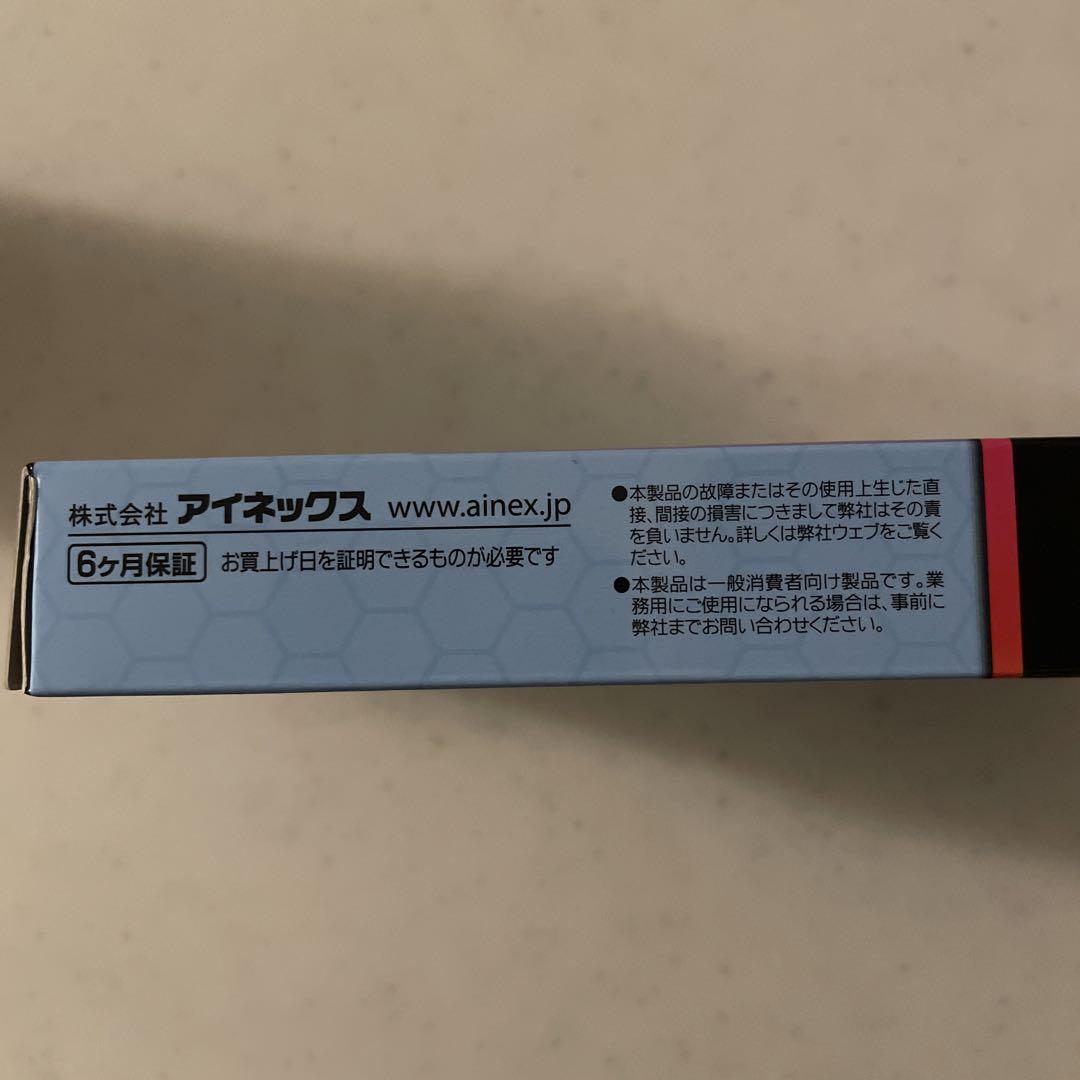 株式会社 アイネックス www.ainex.jp
6ヶ月保証 お買上げ日を証明できるものが必要です
●本製品の故障またはその使用上生じた直
接、間接の損害につきまして弊社はその責
を負いません。詳しくは弊社ウェブをご覧く
ださい。
●本製品は一般消費者向け製品です。業
務用にご使用になられる場合は、事前に
弊社までお問い合わせください。